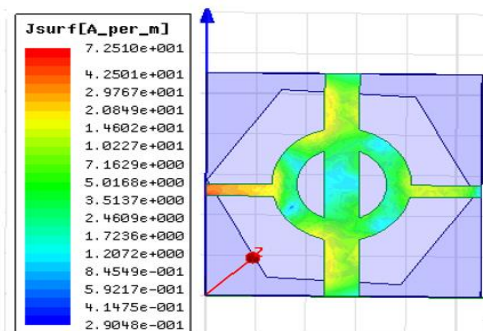 Jsurf[A_per_m]
7.2510e+001
4.2501e+001
2.9767e+001
2.0849e+001
1.4602e+001
1.0227e+001
7.1629e+000
5.0168e+000
3.5137e+000
2.4609e+000
1.7236e+000
1.2072e+000
8.4549e-001
5.9217e-001
4.1475e-001
2.9048e-001
Z